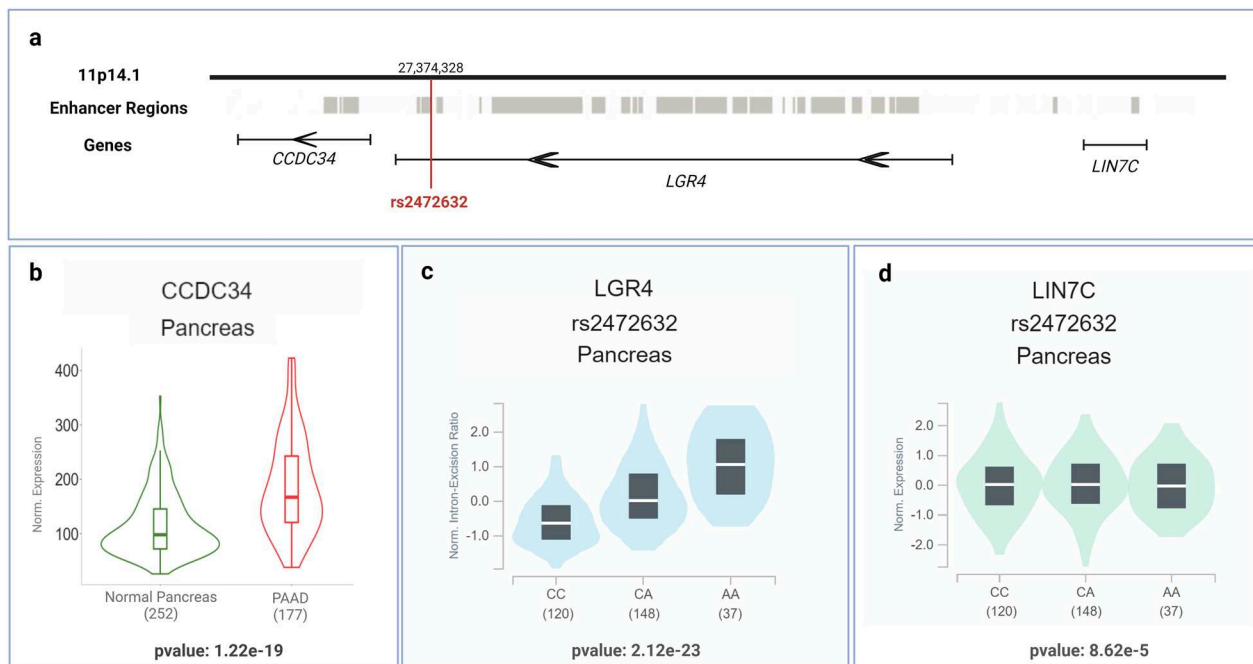 a
27,374,328
11p14.1
Enhancer Regions
Genes
CCDC34
LGR4
LIN7C
rs2472632
b
CCDC34
Pancreas
Norm. Expression
400
300
200
100
Normal Pancreas
(252)
PAAD
(177)
pvalue: 1.22e-19
c
LGR4
rs2472632
Pancreas
Norm. Intron-Excision Ratio
2.0
1.0
0.0
-1.0
CC
(120)
CA
(148)
AA
(37)
pvalue: 2.12e-23
d
LIN7C
rs2472632
Pancreas
Norm. Expression
2.0
1.0
0.0
-1.0
-2.0
CC
(120)
CA
(148)
AA
(37)
pvalue: 8.62e-5